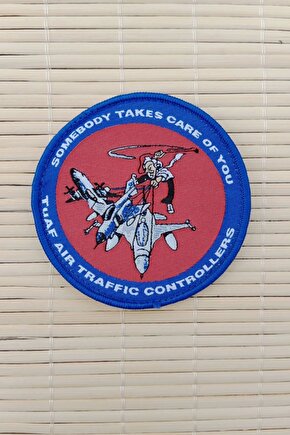 SOMEBODY TAKES CARE OF YOU
TUAF AIR TRAFFIC CONTROLLERS